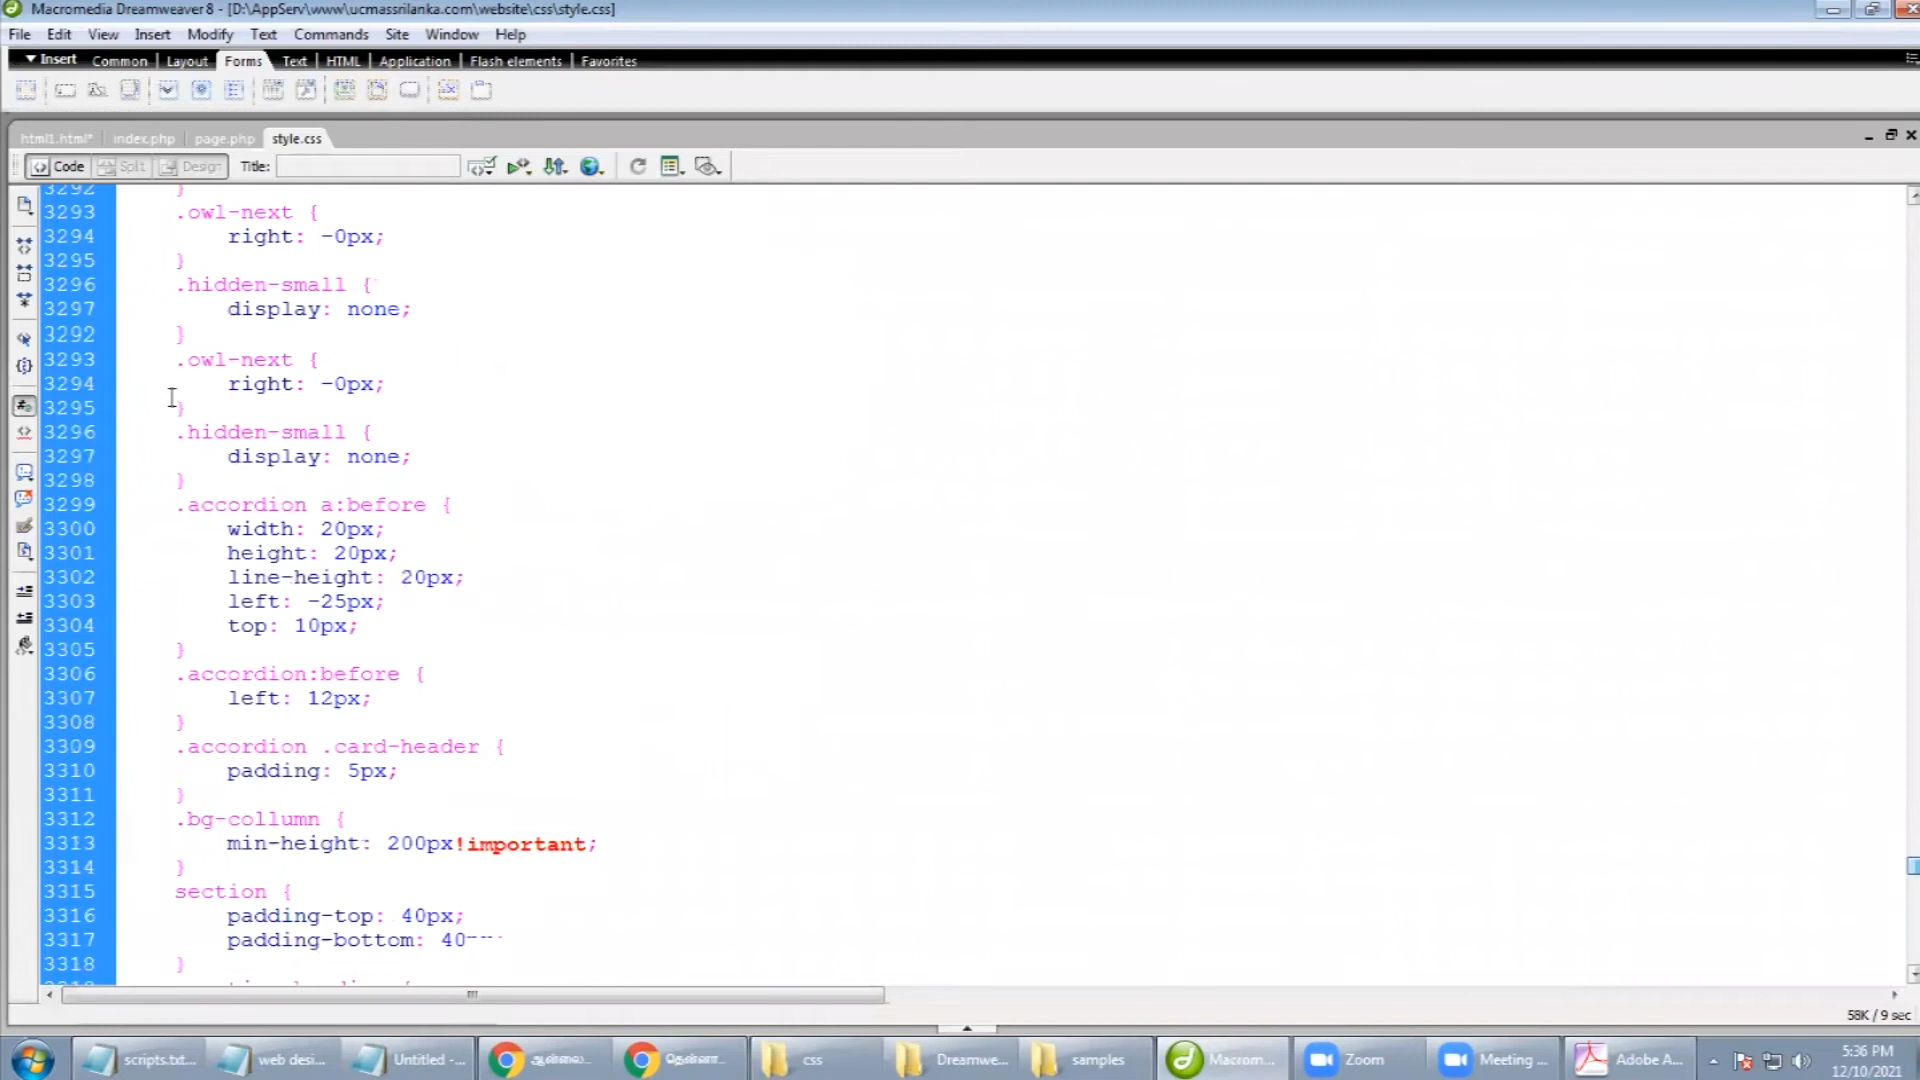 Macromedia Dreamweaver 8 - [D:\AppServ\www\ucmassrilanka.com\website\css\style.css]
File Edit View Insert Modify Text Commands Site Window Help
▼ Insert Common Layout Forms Text HTML Application Flash elements Favorites
html1.html* index.php page.php style.css
Code Split Design Title:
3292 }
3293 .owl-next {
3294 right: -0px;
3295 }
3296 .hidden-small {
3297 display: none;
3292 }
3293 .owl-next {
3294 right: -0px;
3295 }
3296 .hidden-small {
3297 display: none;
3298 }
3299 .accordion a:before {
3300 width: 20px;
3301 height: 20px;
3302 line-height: 20px;
3303 left: -25px;
3304 top: 10px;
3305 }
3306 .accordion:before {
3307 left: 12px;
3308 }
3309 .accordion .card-header {
3310 padding: 5px;
3311 }
3312 .bg-collumn {
3313 min-height: 200px!important;
3314 }
3315 section {
3316 padding-top: 40px;
3317 padding-bottom: 40
3318 }
58K / 9 sec
scripts.txt... web desi... Untitled -... css Dreamwe... samples Macrom... Zoom Meeting ... Adobe A...
5:36 PM
12/10/2021